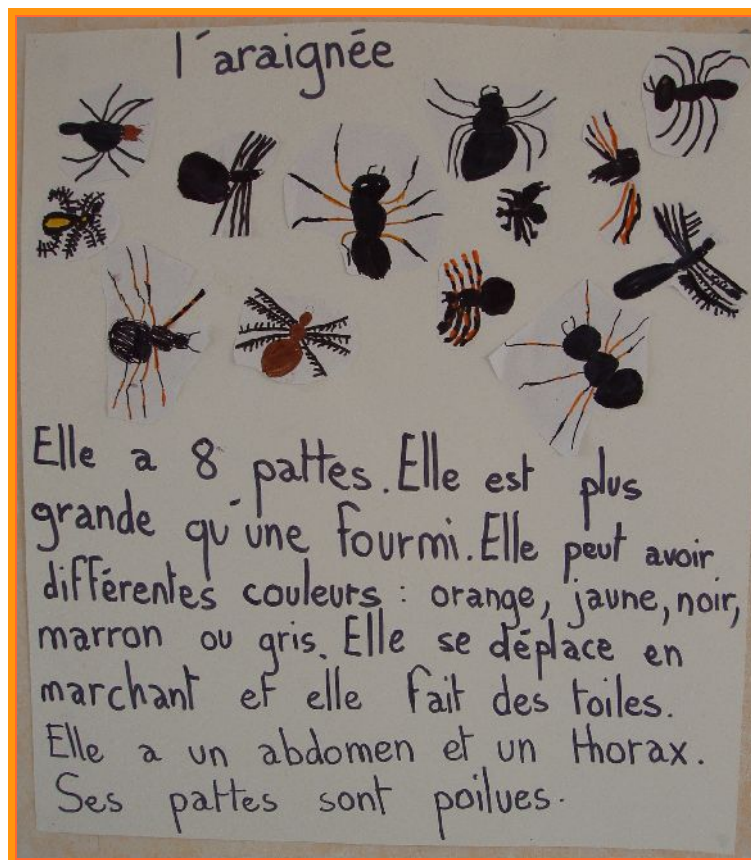 l'araignée
Elle a 8 pattes. Elle est plus
grande qu'une fourmi. Elle peut avoir
différentes couleurs : orange, jaune, noir,
marron ou gris. Elle se déplace en
marchant et elle fait des toiles.
Elle a un abdomen et un thorax.
Ses pattes sont poilues.